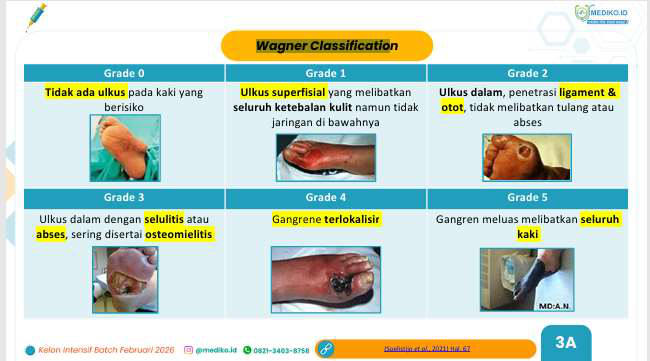 MEDIKO.ID
Wagner Classification
Grade 0
Grade 1
Grade 2
Tidak ada ulkus pada kaki yang
berisiko
Ulkus superfisial yang melibatkan
seluruh ketebalan kulit namun tidak
jaringan di bawahnya
Ulkus dalam, penetrasi ligament &
otot, tidak melibatkan tulang atau
abses
Grade 3
Grade 4
Grade 5
Ulkus dalam dengan selulitis atau
abses, sering disertai osteomielitis
Gangrene terlokalisir
Gangren meluas melibatkan seluruh
kaki
MD:A.N.
Kelon Intensif Batch Februari 2026
@mediko.id
0821-3403-8756
(Soelistijo et al., 2021) Hal. 67
3A